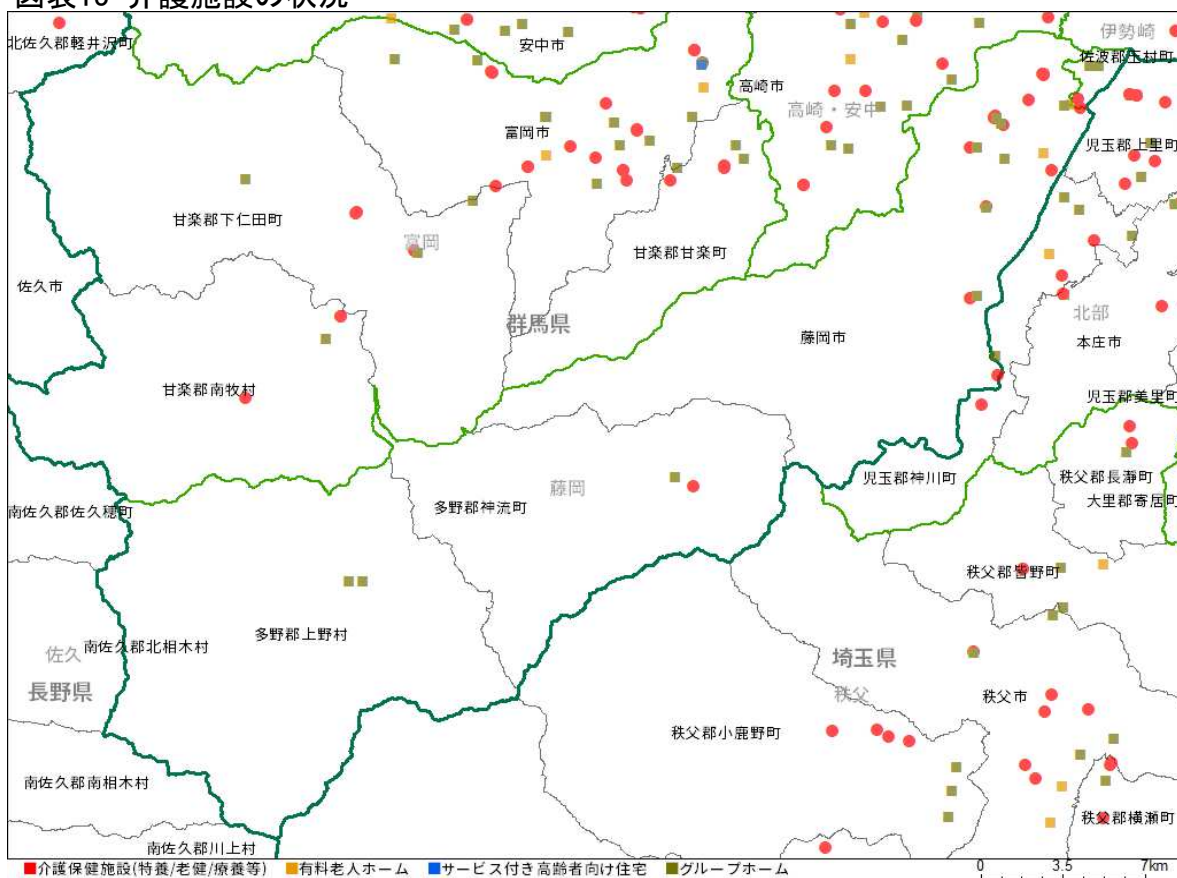 図表10 介護施設の状況
北佐久郡軽井沢町
安中市
伊勢崎
佐波郡玉村町
高崎市
高崎・安中
富岡市
児玉郡上里町
甘楽郡下仁田町
富岡
甘楽郡甘楽町
佐久市
群馬県
藤岡市
北部
本庄市
甘楽郡南牧村
児玉郡美里町
児玉郡神川町
秩父郡長瀞町
南佐久郡佐久穂町
藤岡
多野郡神流町
大里郡寄居町
秩父郡皆野町
多野郡上野村
南佐久郡北相木村
佐久
長野県
埼玉県
秩父
秩父市
秩父郡小鹿野町
南佐久郡南相木村
秩父郡横瀬町
南佐久郡川上村
介護保健施設(特養/老健/療養等) 有料老人ホーム サービス付き高齢者向け住宅 グループホーム
0 3.5 7km